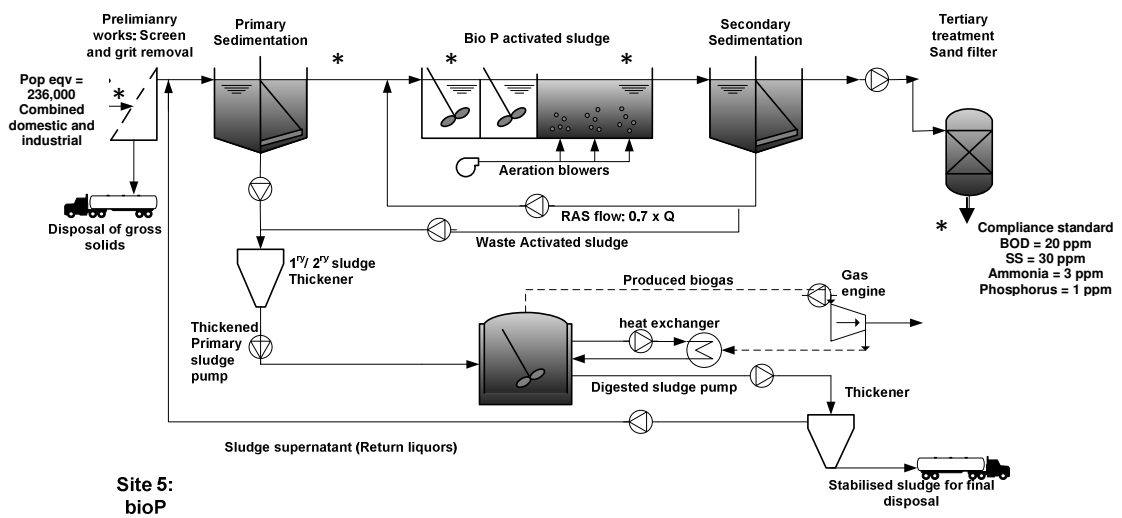 Prelimianry
works: Screen
and grit removal
Primary
Sedimentation
*
Bio P activated sludge
*
*
Secondary
Sedimentation
Tertiary
treatment
Sand filter
Pop eqv =
236,000
Combined
domestic and
industrial
*
Aeration blowers
Disposal of gross
solids
RAS flow: 0.7 x Q
Waste Activated sludge
*
Compliance standard
BOD = 20 ppm
SS = 30 ppm
Ammonia = 3 ppm
Phosphorus = 1 ppm
1ry/ 2ry sludge
Thickener
Produced biogas
Gas
engine
Thickened
Primary
sludge
pump
heat exchanger
Digested sludge pump
Thickener
Sludge supernatant (Return liquors)
Stabilised sludge for final
disposal
Site 5:
bioP